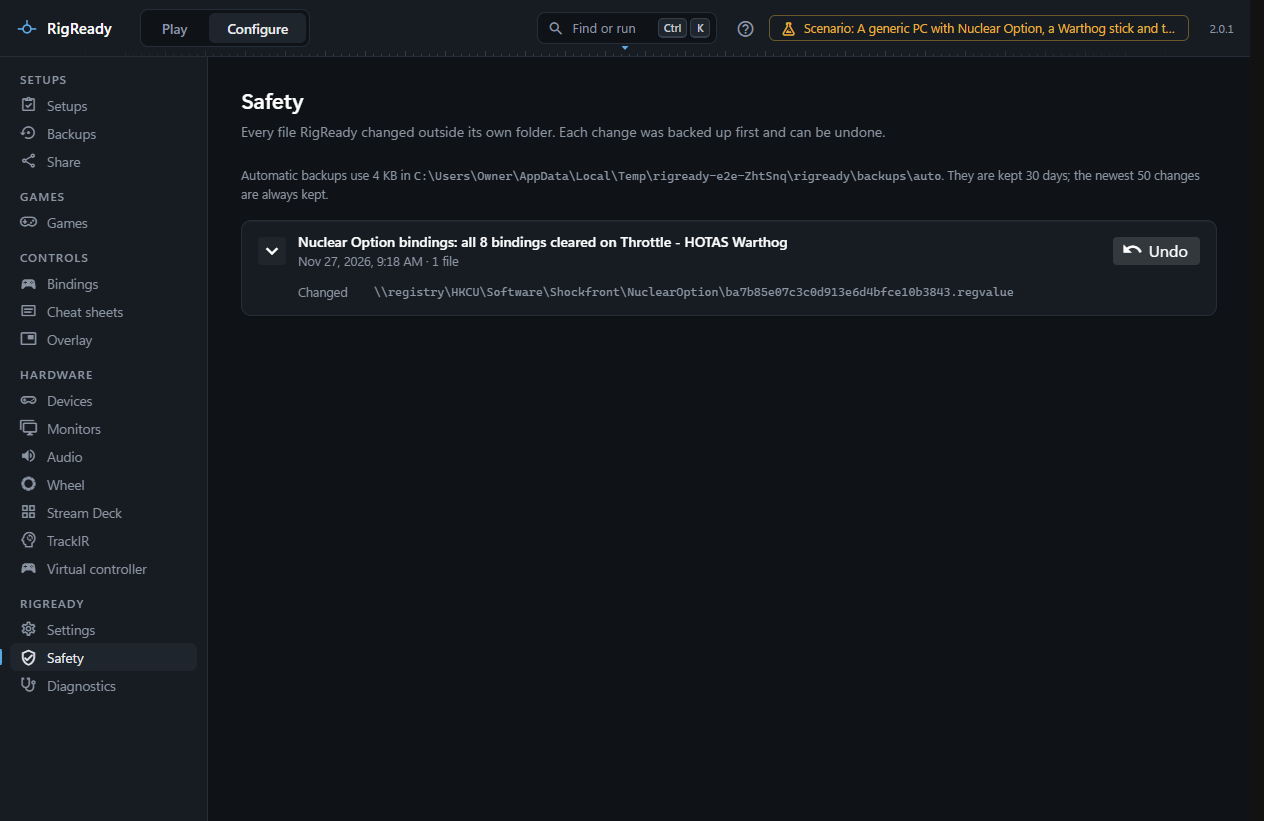 RigReady
Play
Configure
Find or run
Ctrl
K
Scenario: A generic PC with Nuclear Option, a Warthog stick and t...
2.0.1
SETUPS
Setups
Backups
Share
GAMES
Games
CONTROLS
Bindings
Cheat sheets
Overlay
HARDWARE
Devices
Monitors
Audio
Wheel
Stream Deck
TrackIR
Virtual controller
RIGREADY
Settings
Safety
Diagnostics
Safety
Every file RigReady changed outside its own folder. Each change was backed up first and can be undone.
Automatic backups use 4 KB in C:\Users\Owner\AppData\Local\Temp\rigready-e2e-ZhtSnq\rigready\backups\auto. They are kept 30 days; the newest 50 changes
are always kept.
Nuclear Option bindings: all 8 bindings cleared on Throttle - HOTAS Warthog
Nov 27, 2026, 9:18 AM · 1 file
Undo
Changed \\registry\HKCU\Software\Shockfront\NuclearOption\ba7b85e07c3c0d913e6d4bfce10b3843.regvalue